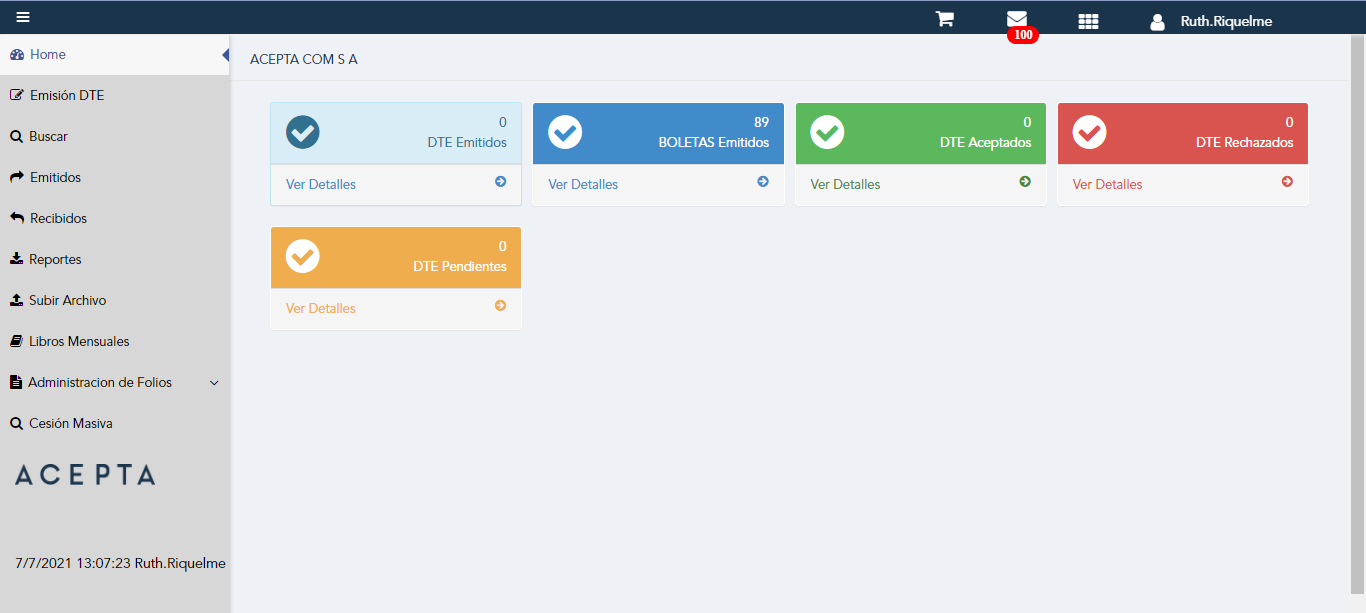 100
Ruth.Riquelme
Home
Emisión DTE
Buscar
Emitidos
Recibidos
Reportes
Subir Archivo
Libros Mensuales
Administracion de Folios
Cesión Masiva
ACEPTA
7/7/2021 13:07:23 Ruth.Riquelme
ACEPTA COM S A
0
DTE Emitidos
Ver Detalles
89
BOLETAS Emitidos
Ver Detalles
0
DTE Aceptados
Ver Detalles
0
DTE Rechazados
Ver Detalles
0
DTE Pendientes
Ver Detalles